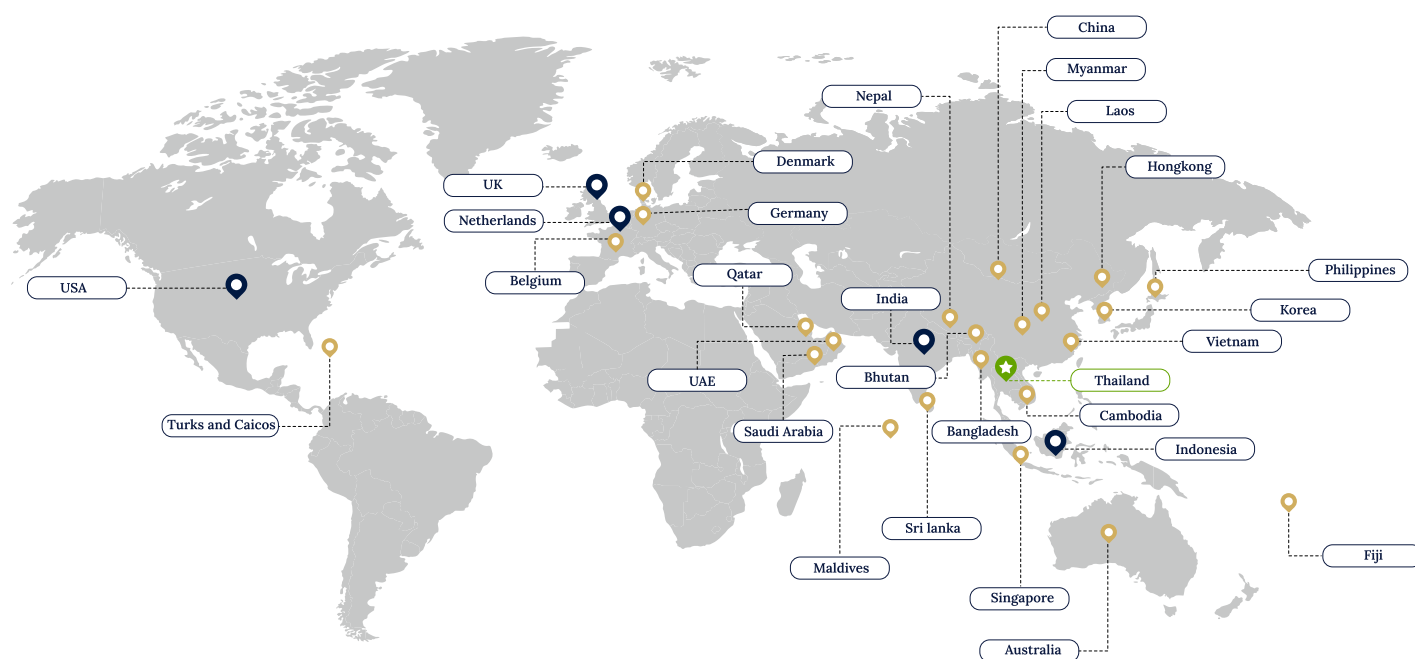 China
Myanmar
Nepal
Laos
Denmark
Hongkong
UK
Netherlands
Germany
Belgium
Qatar
Philippines
USA
India
Korea
Vietnam
UAE
Bhutan
Thailand
Cambodia
Turks and Caicos
Saudi Arabia
Bangladesh
Indonesia
Sri lanka
Fiji
Maldives
Singapore
Australia